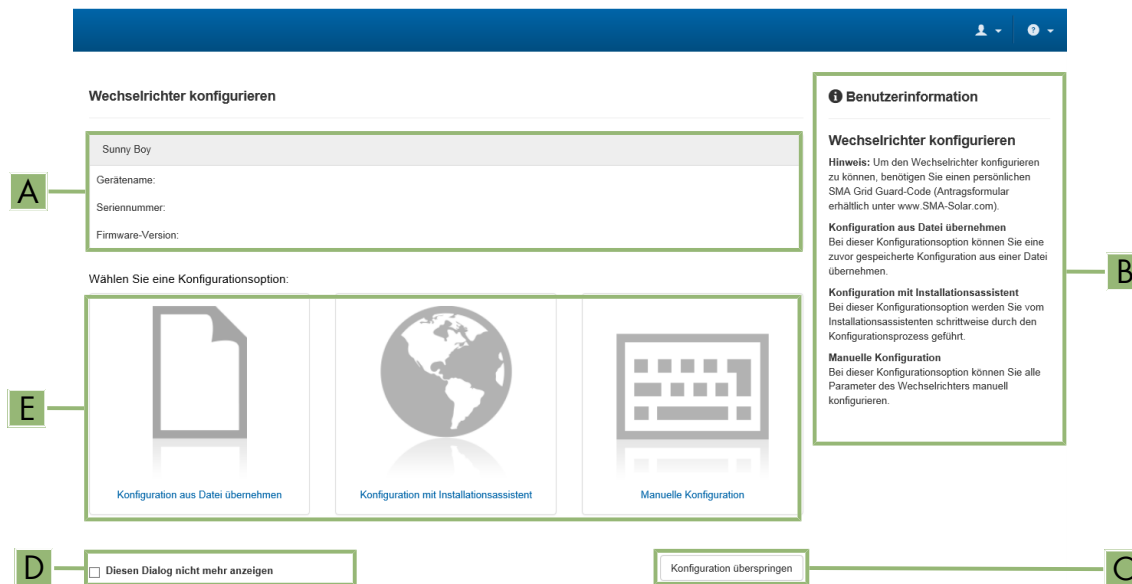 Wechselrichter konfigurieren
A
Sunny Boy
Gerätename:
Seriennummer:
Firmware-Version:
Wählen Sie eine Konfigurationsoption:
E
Konfiguration aus Datei übernehmen
Konfiguration mit Installationsassistent
Manuelle Konfiguration
D
Diesen Dialog nicht mehr anzeigen
Konfiguration überspringen
C
Benutzerinformation
Wechselrichter konfigurieren
Hinweis: Um den Wechselrichter konfigurieren
zu können, benötigen Sie einen persönlichen
SMA Grid Guard-Code (Antragsformular
erhältlich unter www.SMA-Solar.com).
Konfiguration aus Datei übernehmen
Bei dieser Konfigurationsoption können Sie eine
zuvor gespeicherte Konfiguration aus einer Datei
übernehmen.
Konfiguration mit Installationsassistent
Bei dieser Konfigurationsoption werden Sie vom
Installationsassistenten schrittweise durch den
Konfigurationsprozess geführt.
Manuelle Konfiguration
Bei dieser Konfigurationsoption können Sie alle
Parameter des Wechselrichters manuell
konfigurieren.
B